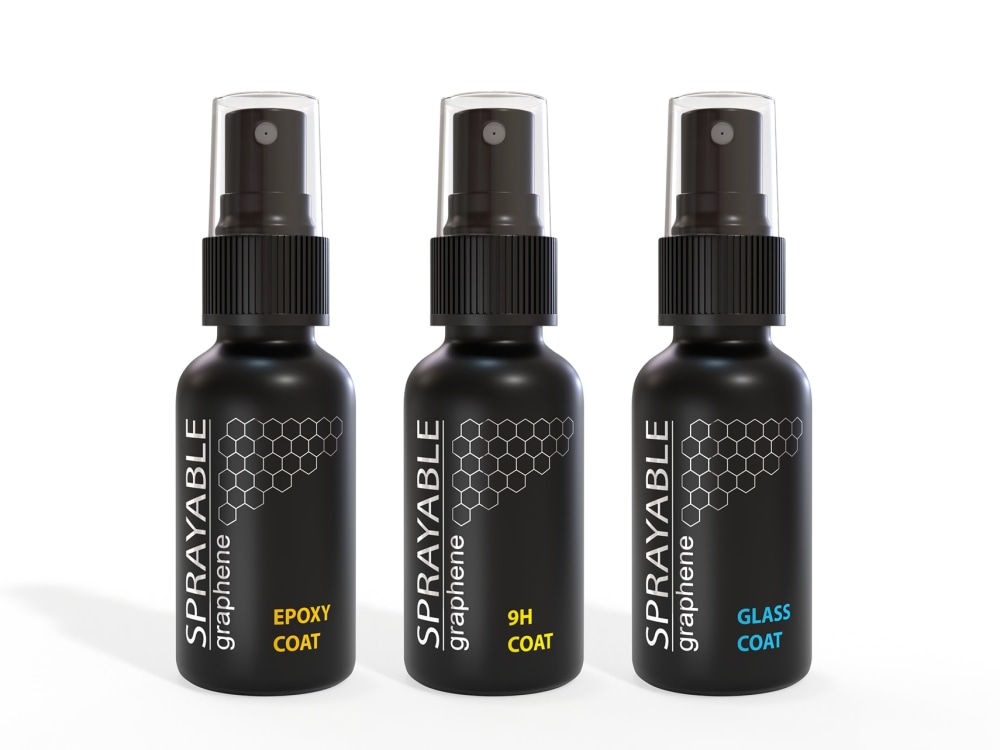 SPRAYABLE
graphene
EPOXY
COAT
SPRAYABLE
graphene
9H
COAT
SPRAYABLE
graphene
GLASS
COAT